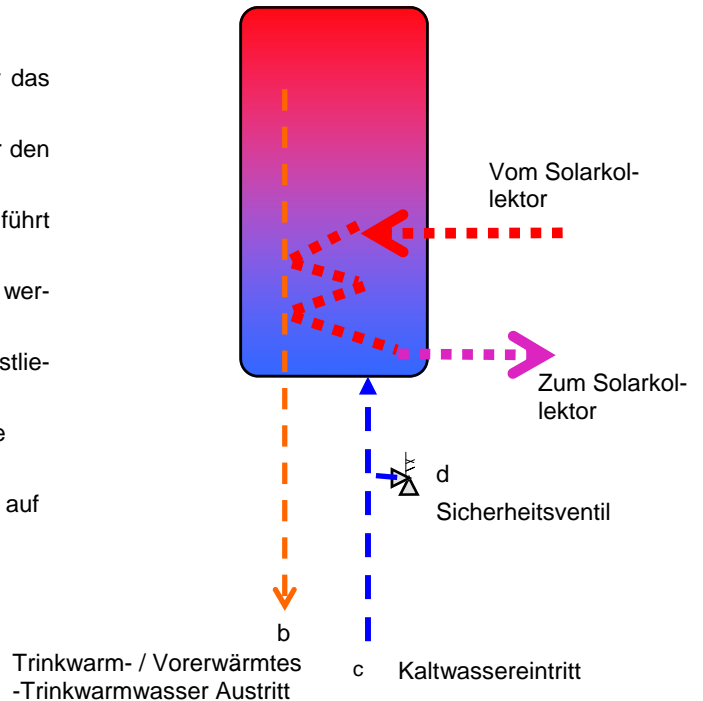 das
den
führt
wer-
stlie-
e
auf
Vom Solarkol-
lektor
Zum Solarkol-
lektor
d
Sicherheitsventil
b
Trinkwarm- / Vorerwärmtes
-Trinkwarmwasser Austritt
c Kaltwassereintritt